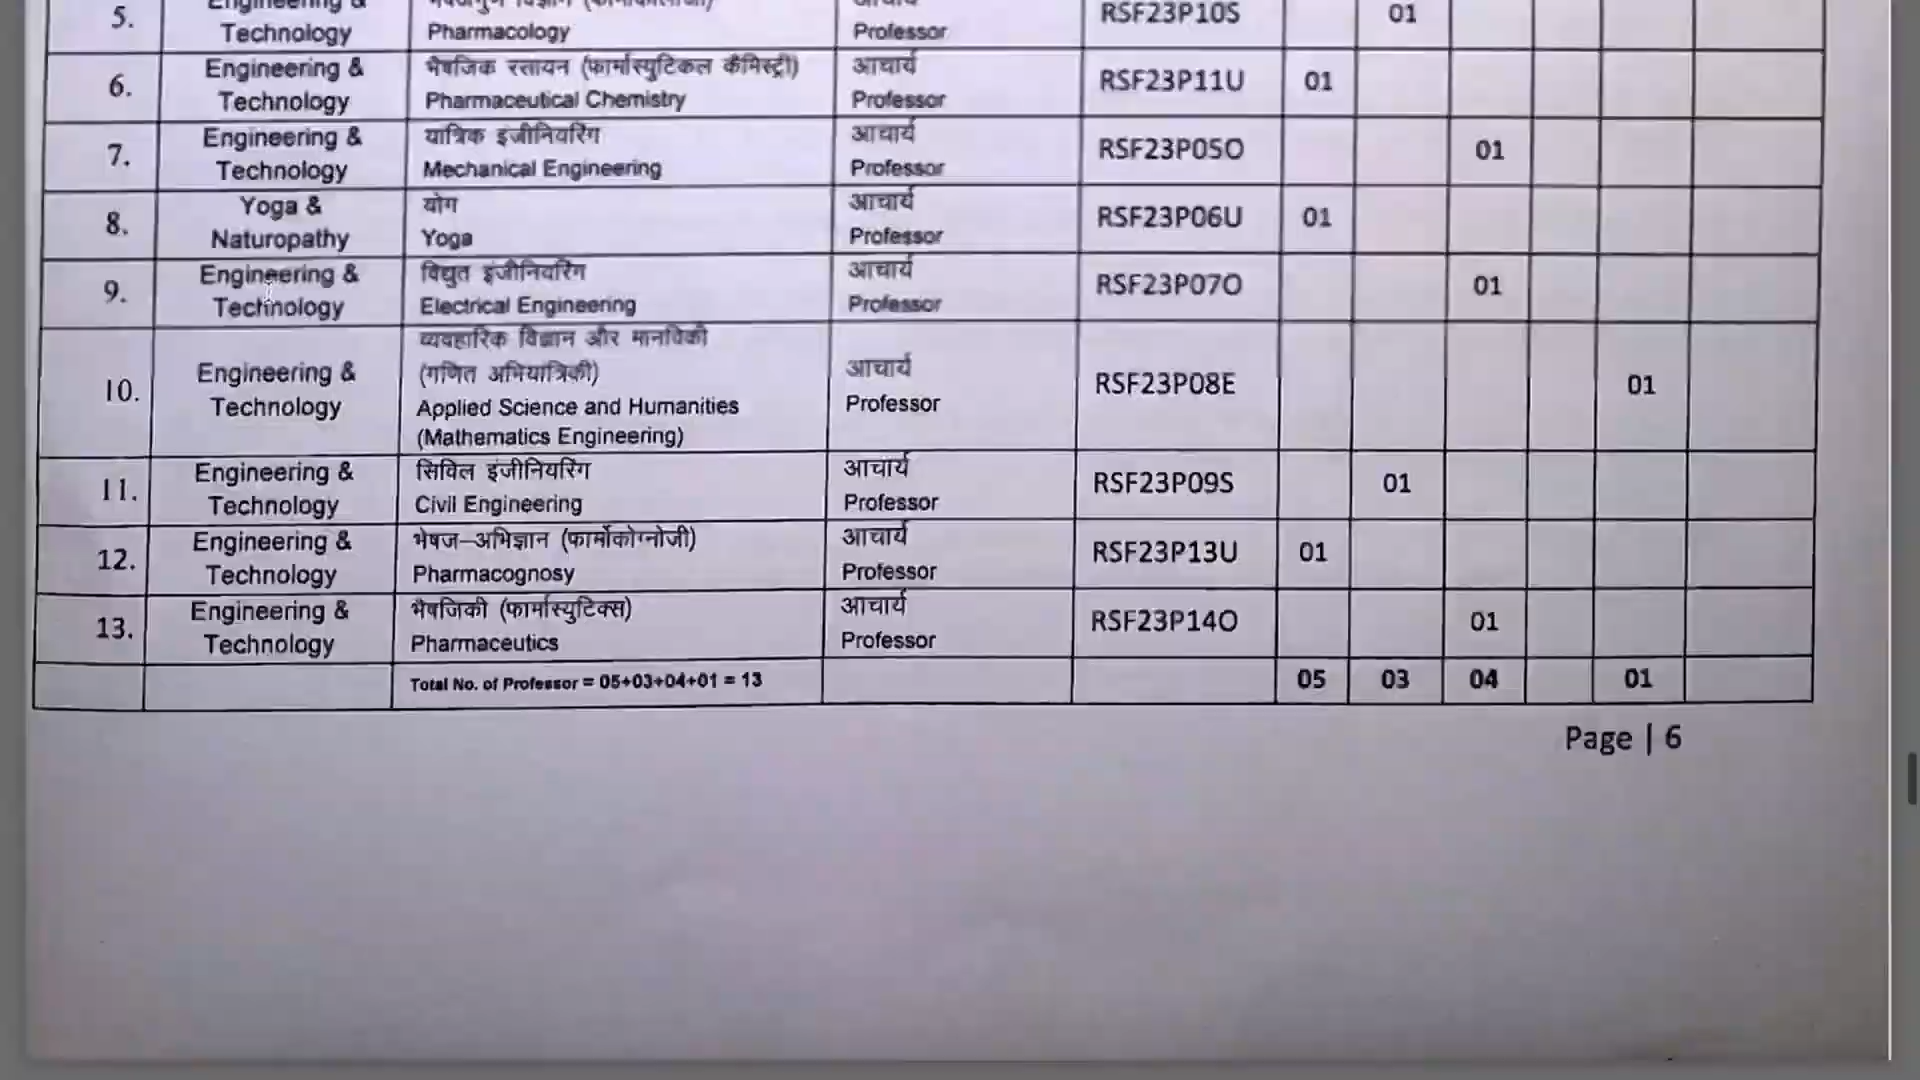 5. Engineering & Technology Pharmacology Professor RSF23P10S 01
6. Engineering & भैषजिक रसायन (फार्मास्युटिकल कैमिस्ट्री) आचार्य RSF23P11U 01
Technology Pharmaceutical Chemistry Professor
7. Engineering & यांत्रिक इंजीनियरिंग आचार्य RSF23P05O 01
Technology Mechanical Engineering Professor
8. Yoga & योग आचार्य RSF23P06U 01
Naturopathy Yoga Professor
9. Engineering & विद्युत इंजीनियरिंग आचार्य RSF23P07O 01
Technology Electrical Engineering Professor
व्यवहारिक विज्ञान और मानविकी
10. Engineering & (गणित अभियांत्रिकी) आचार्य RSF23P08E 01
Technology Applied Science and Humanities Professor
(Mathematics Engineering)
11. Engineering & सिविल इंजीनियरिंग आचार्य RSF23P09S 01
Technology Civil Engineering Professor
12. Engineering & भेषज-अभिज्ञान (फार्माकोग्नोजी) आचार्य RSF23P13U 01
Technology Pharmacognosy Professor
13. Engineering & भैषजिकी (फार्मास्युटिक्स) आचार्य RSF23P14O 01
Technology Pharmaceutics Professor
Total No. of Professor = 05+03+04+01 = 13 05 03 04 01
Page | 6